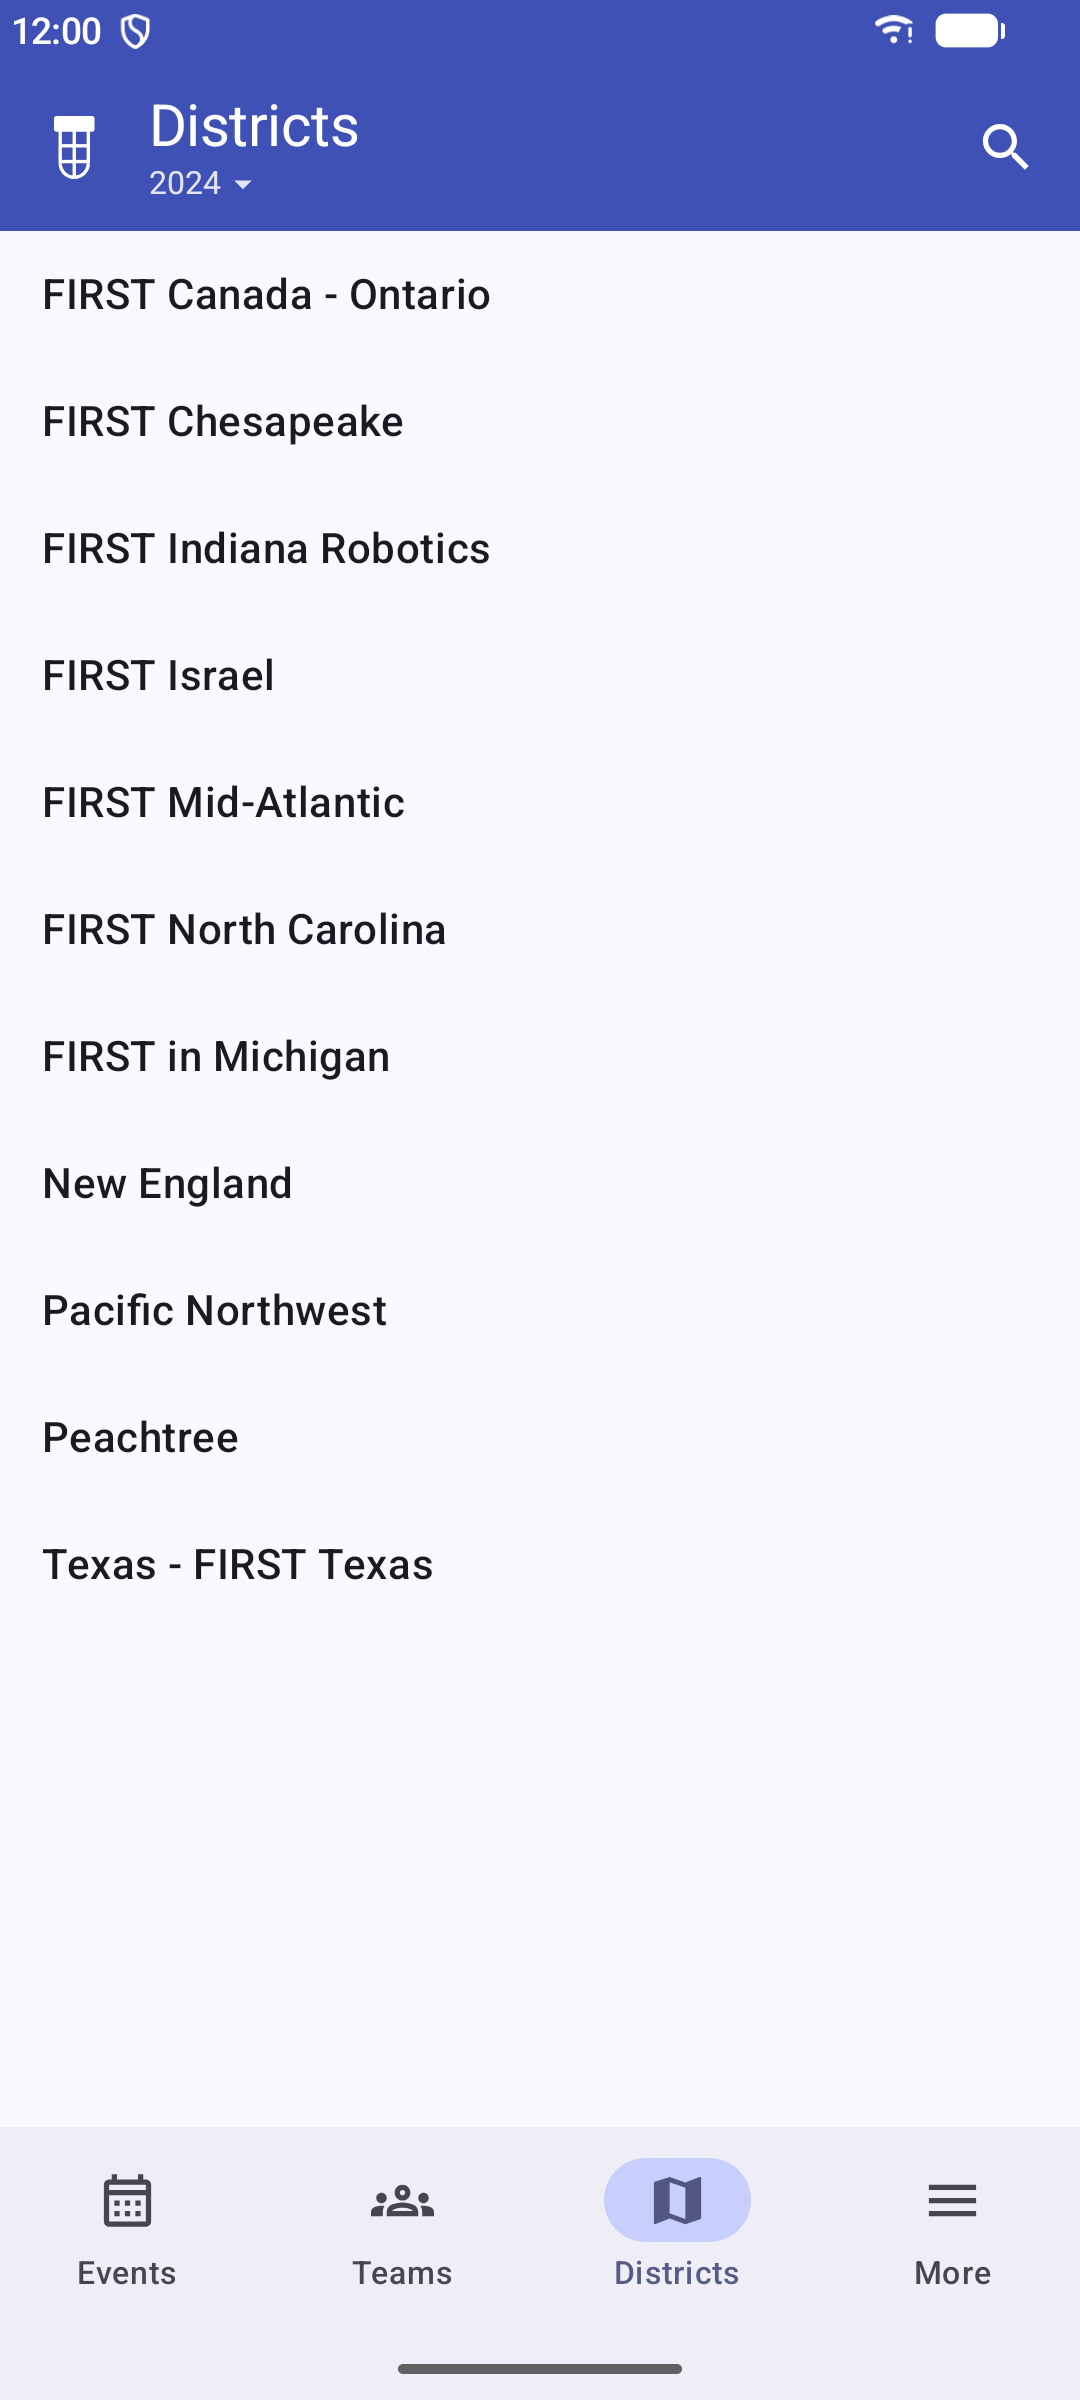 12:00
Districts
2024
FIRST Canada - Ontario
FIRST Chesapeake
FIRST Indiana Robotics
FIRST Israel
FIRST Mid-Atlantic
FIRST North Carolina
FIRST in Michigan
New England
Pacific Northwest
Peachtree
Texas - FIRST Texas
Events Teams Districts More